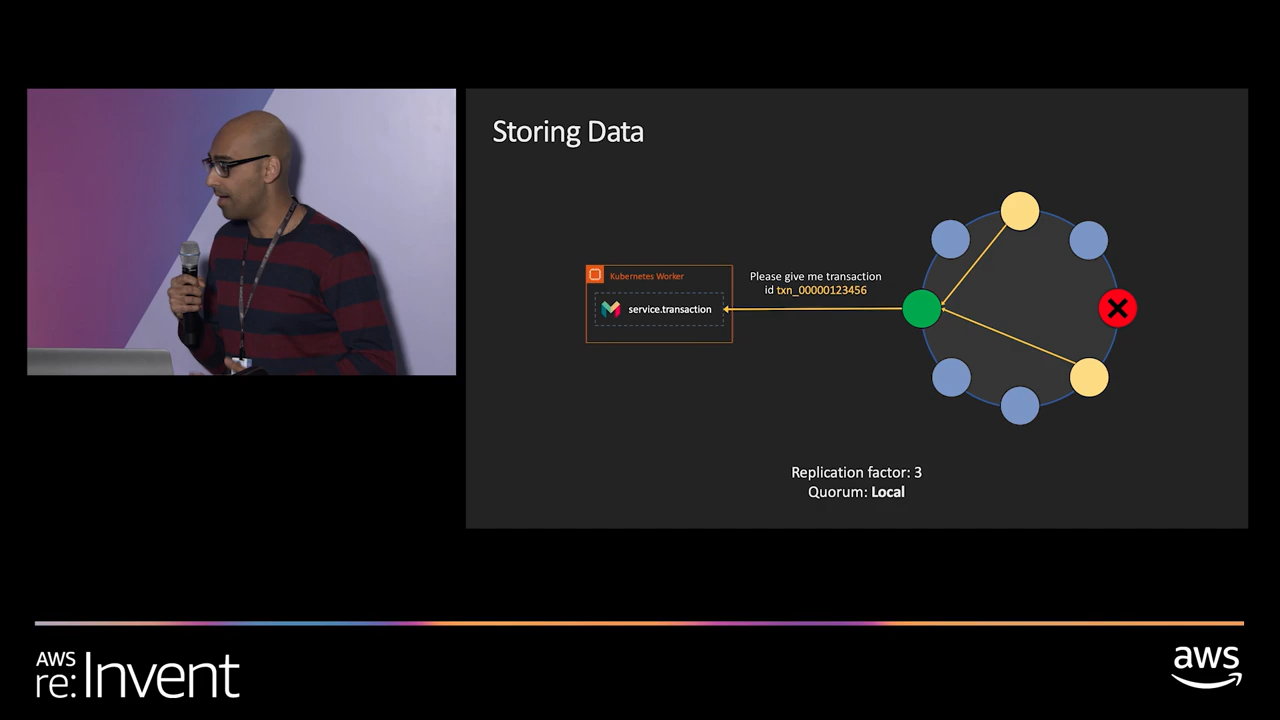 Storing Data
Kubernetes Worker
service.transaction
Please give me transaction
id txn_00000123456
Replication factor: 3
Quorum: Local
AWS
re:Invent
aws